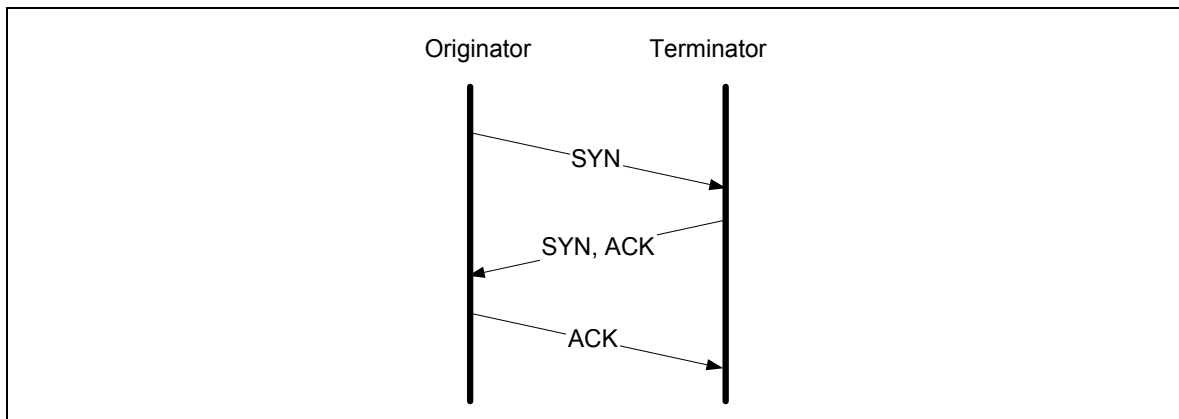 Originator
Terminator
SYN
SYN, ACK
ACK